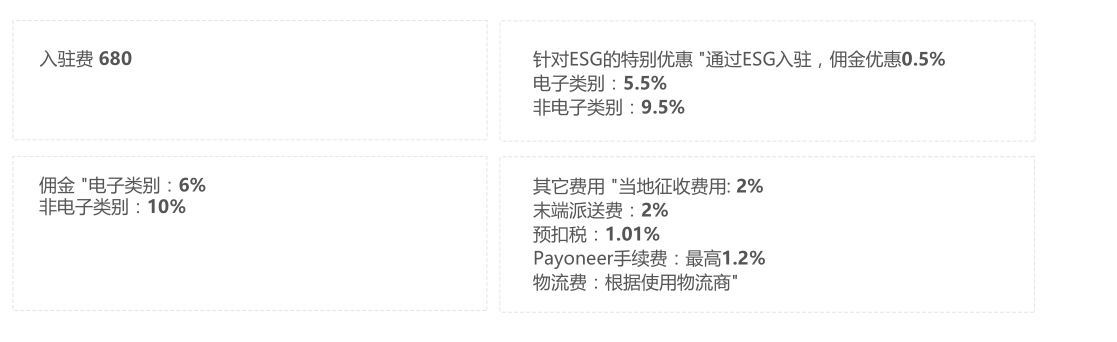 入驻费 680
针对ESG的特别优惠 "通过ESG入驻，佣金优惠0.5%
电子类别：5.5%
非电子类别：9.5%
佣金 "电子类别：6%
非电子类别：10%
其它费用 "当地征收费用: 2%
末端派送费：2%
预扣税：1.01%
Payoneer手续费：最高1.2%
物流费：根据使用物流商"